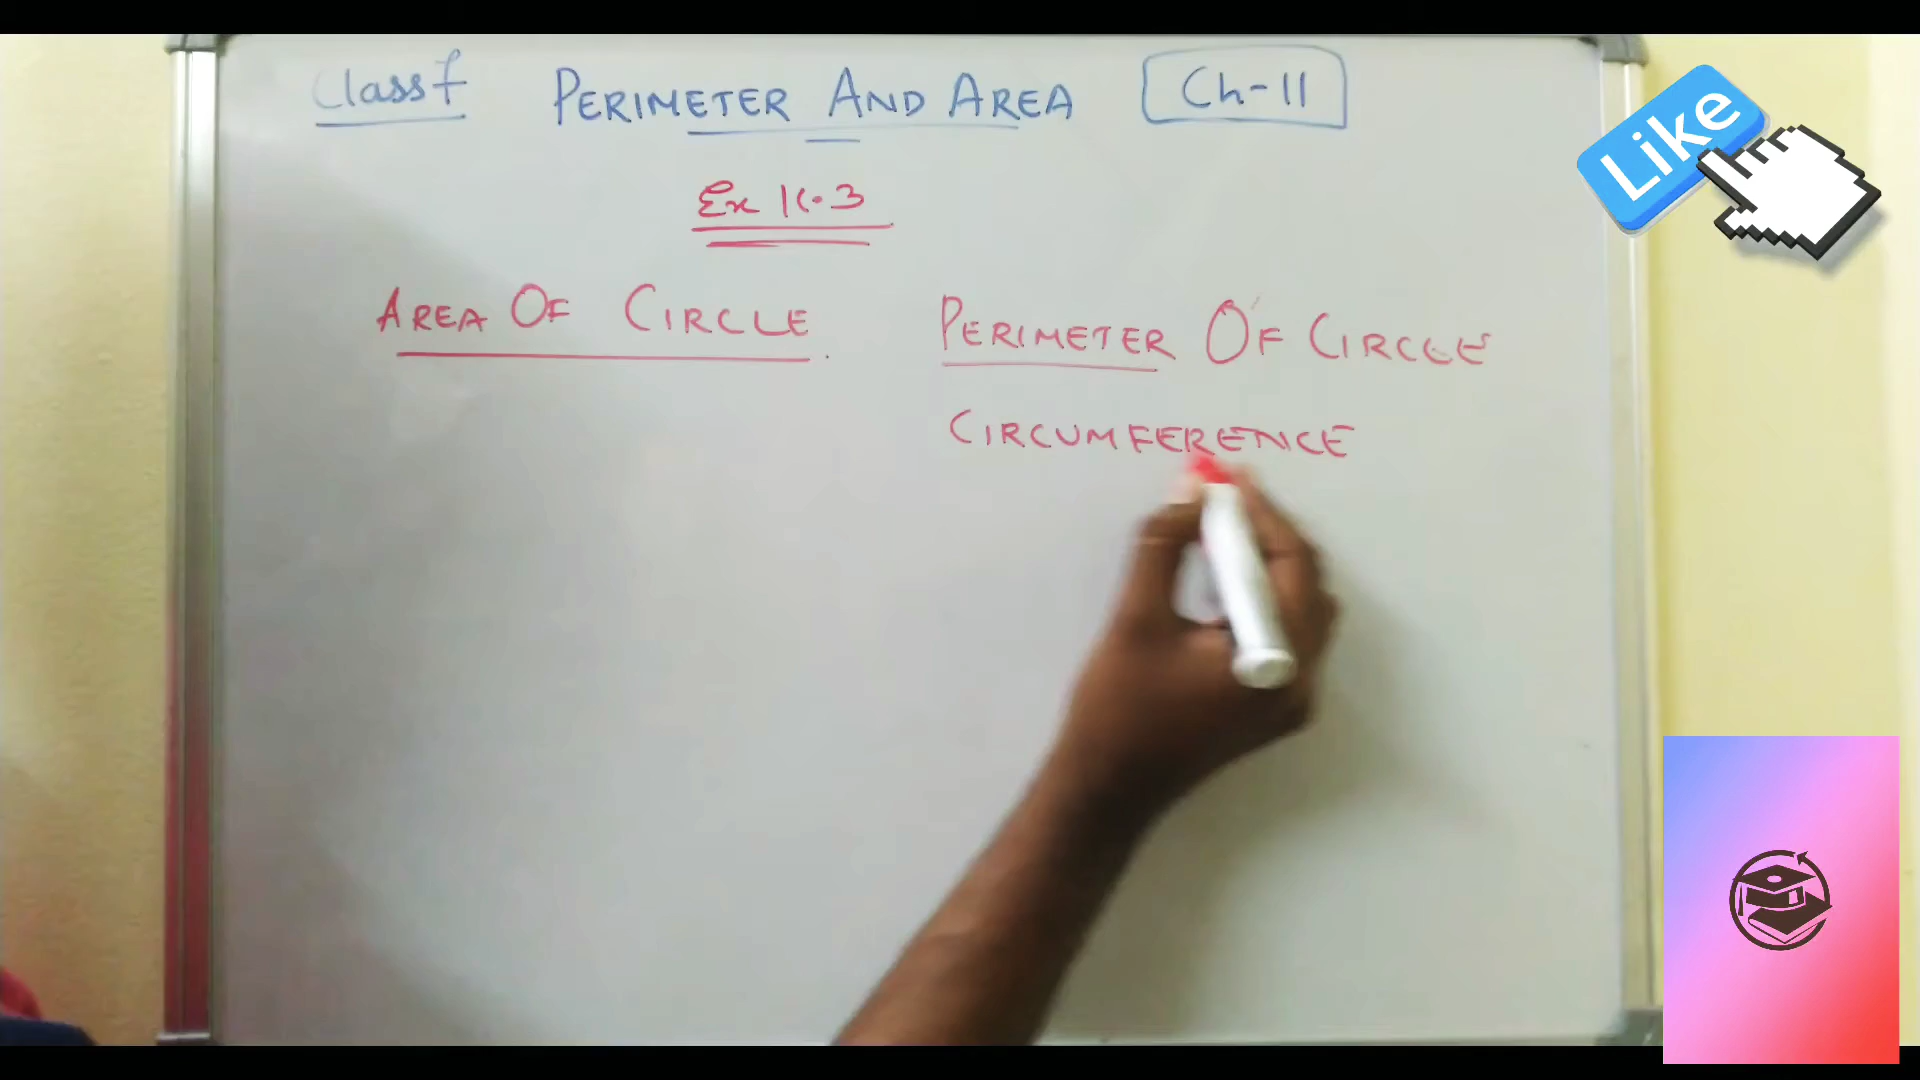 Class 7 PERIMETER AND AREA Ch-11
Ex 11.3
AREA OF CIRCLE PERIMETER OF CIRCLE
CIRCUMFERENCE
Like